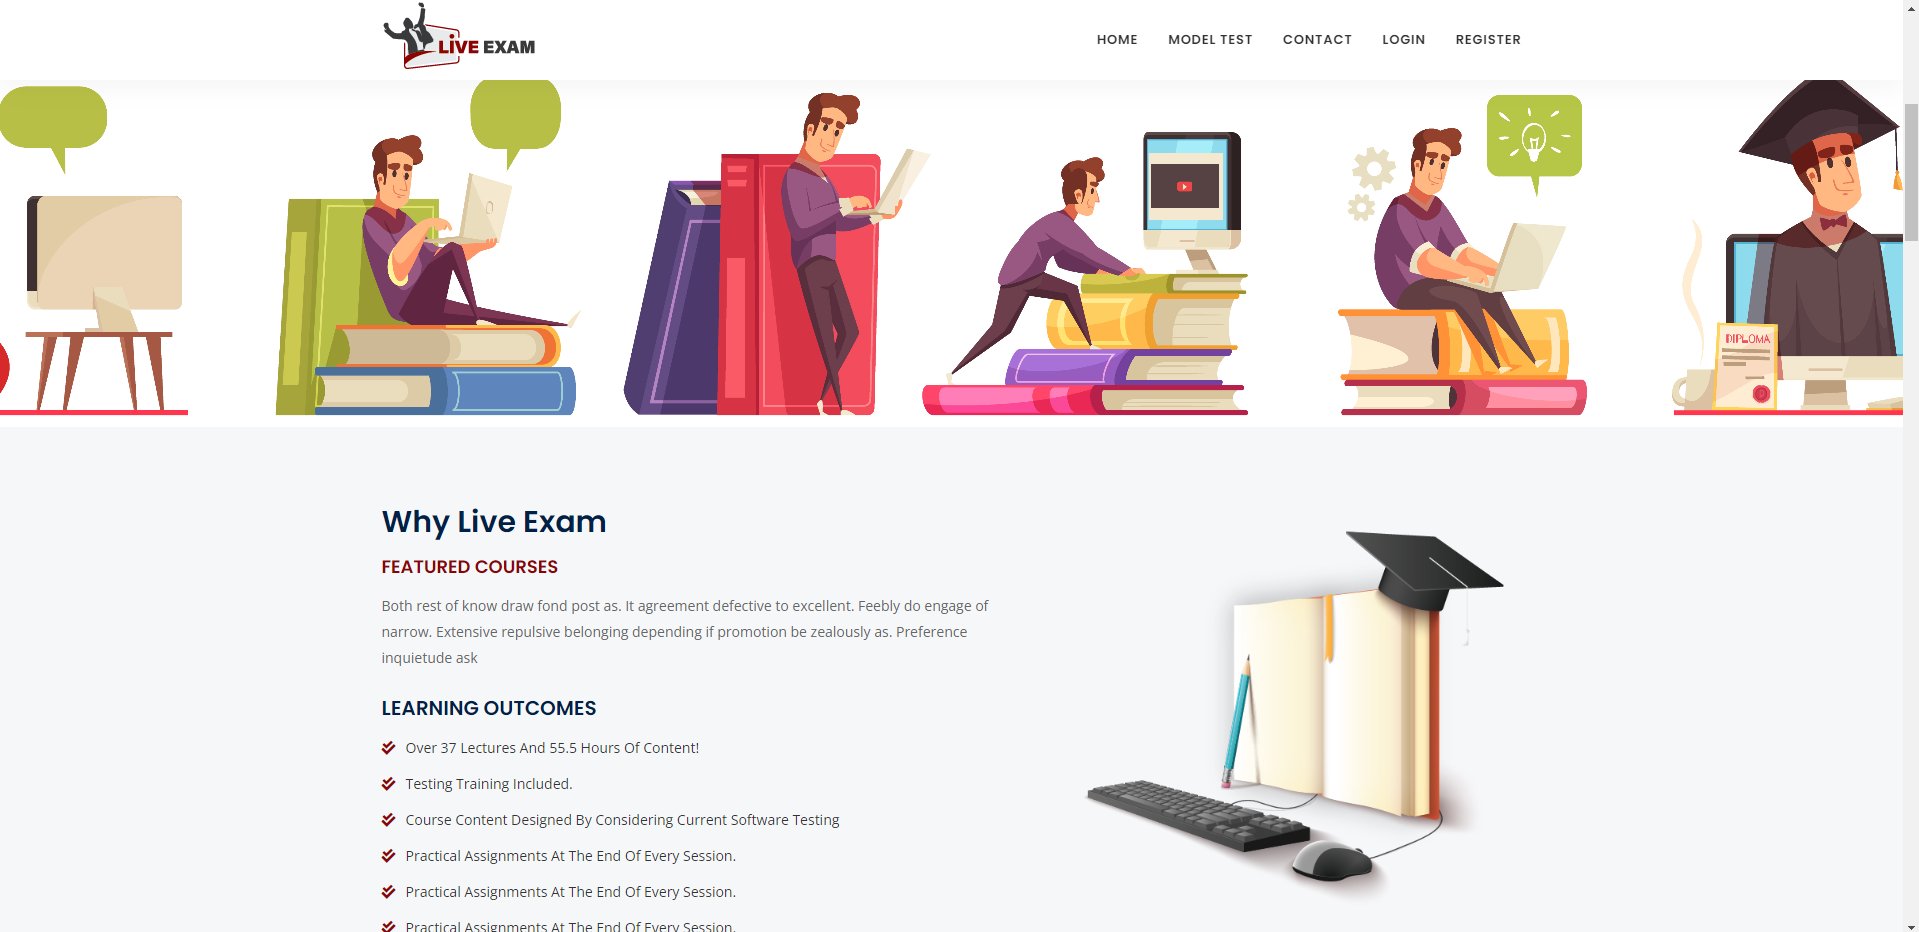 LIVE EXAM
HOME MODEL TEST CONTACT LOGIN REGISTER
DIPLOMA
Why Live Exam
FEATURED COURSES
Both rest of know draw fond post as. It agreement defective to excellent. Feebly do engage of
narrow. Extensive repulsive belonging depending if promotion be zealously as. Preference
inquietude ask
LEARNING OUTCOMES
Over 37 Lectures And 55.5 Hours Of Content!
Testing Training Included.
Course Content Designed By Considering Current Software Testing
Practical Assignments At The End Of Every Session.
Practical Assignments At The End Of Every Session.
Practical Assignments At The End Of Every Session.